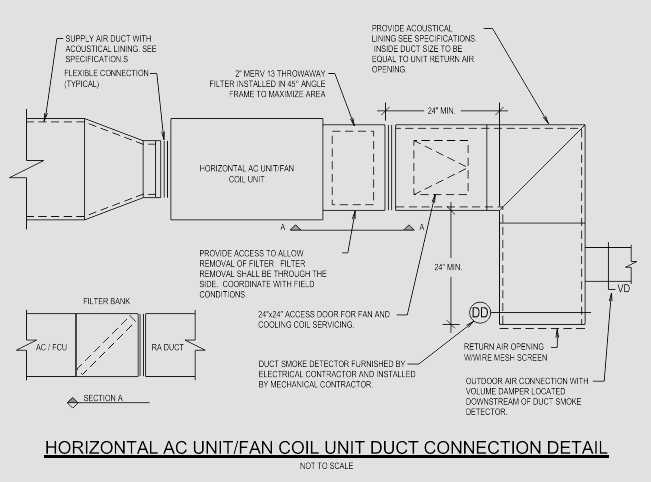 SUPPLY AIR DUCT WITH
ACOUSTICAL LINING. SEE
SPECIFICATION.S
FLEXIBLE CONNECTION
(TYPICAL)
2" MERV 13 THROWAWAY
FILTER INSTALLED IN 45° ANGLE
FRAME TO MAXIMIZE AREA
PROVIDE ACOUSTICAL
LINING SEE SPECIFICATIONS.
INSIDE DUCT SIZE TO BE
EQUAL TO UNIT RETURN AIR
OPENING.
24" MIN.
HORIZONTAL AC UNIT/FAN
COIL UNIT
A
A
PROVIDE ACCESS TO ALLOW
REMOVAL OF FILTER. FILTER
REMOVAL SHALL BE THROUGH THE
SIDE. COORDINATE WITH FIELD
CONDITIONS.
24" MIN.
VD
FILTER BANK
AC / FCU
RA DUCT
SECTION A
24"x24" ACCESS DOOR FOR FAN AND
COOLING COIL SERVICING.
DD
DUCT SMOKE DETECTOR FURNISHED BY
ELECTRICAL CONTRACTOR AND INSTALLED
BY MECHANICAL CONTRACTOR.
RETURN AIR OPENING
W/WIRE MESH SCREEN
OUTDOOR AIR CONNECTION WITH
VOLUME DAMPER LOCATED
DOWNSTREAM OF DUCT SMOKE
DETECTOR.
HORIZONTAL AC UNIT/FAN COIL UNIT DUCT CONNECTION DETAIL
NOT TO SCALE